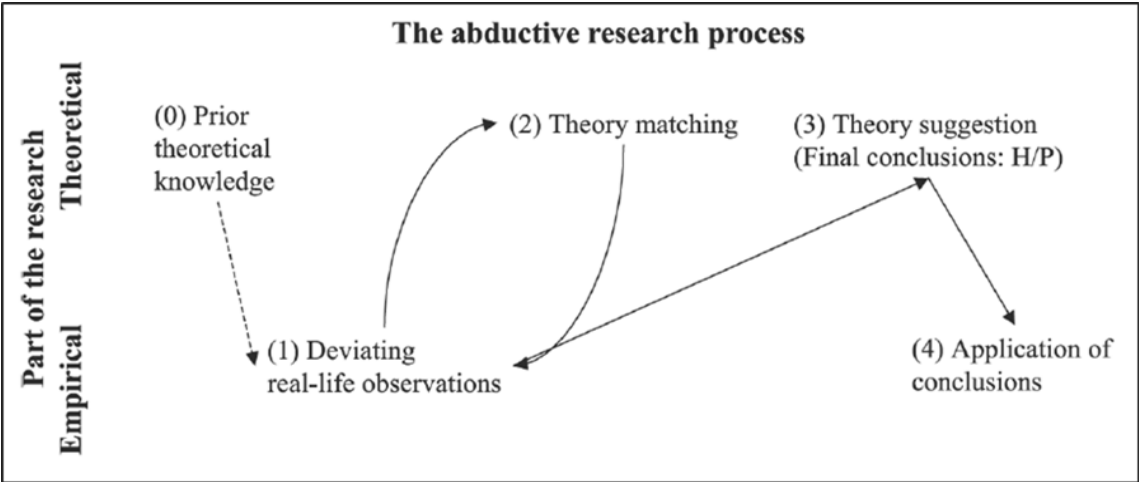 The abductive research process
Part of the research
Theoretical
Empirical
(0) Prior
theoretical
knowledge
(2) Theory matching
(3) Theory suggestion
(Final conclusions: H/P)
(1) Deviating
real-life observations
(4) Application of
conclusions